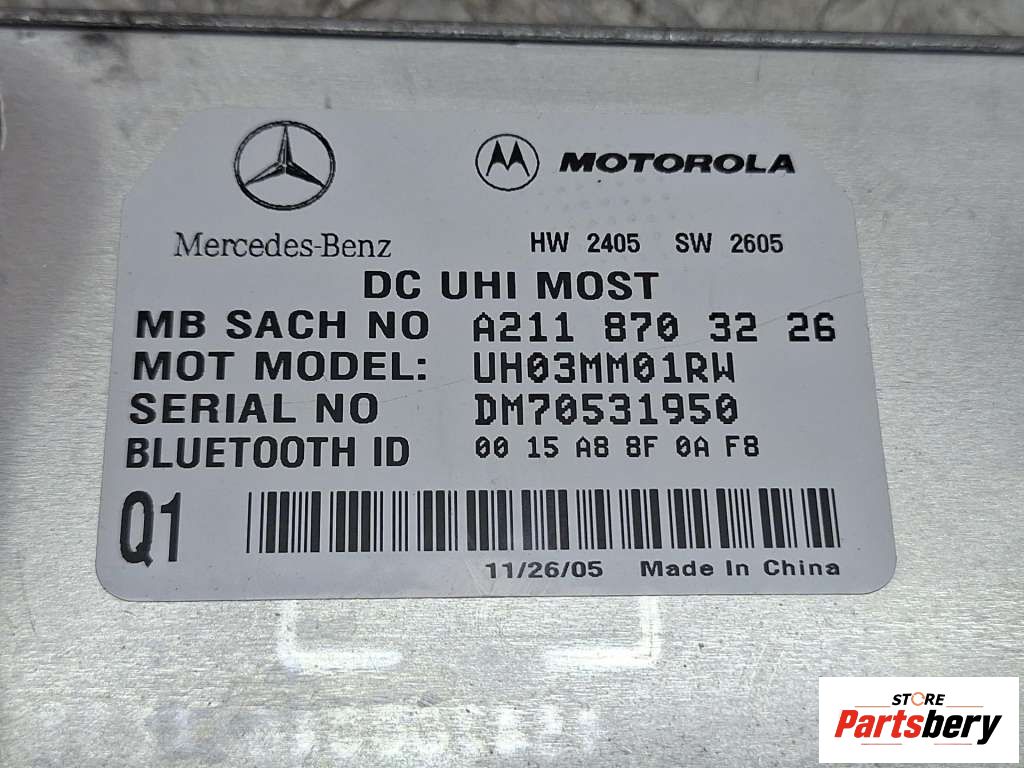 MOTOROLA
Mercedes-Benz
HW 2405 SW 2605
DC UHI MOST
MB SACH NO A211 870 32 26
MOT MODEL: UH03MM01RW
SERIAL NO DM70531950
BLUETOOTH ID 00 15 A8 8F 0A F8
Q1
11/26/05 Made In China
STORE
Partsbery